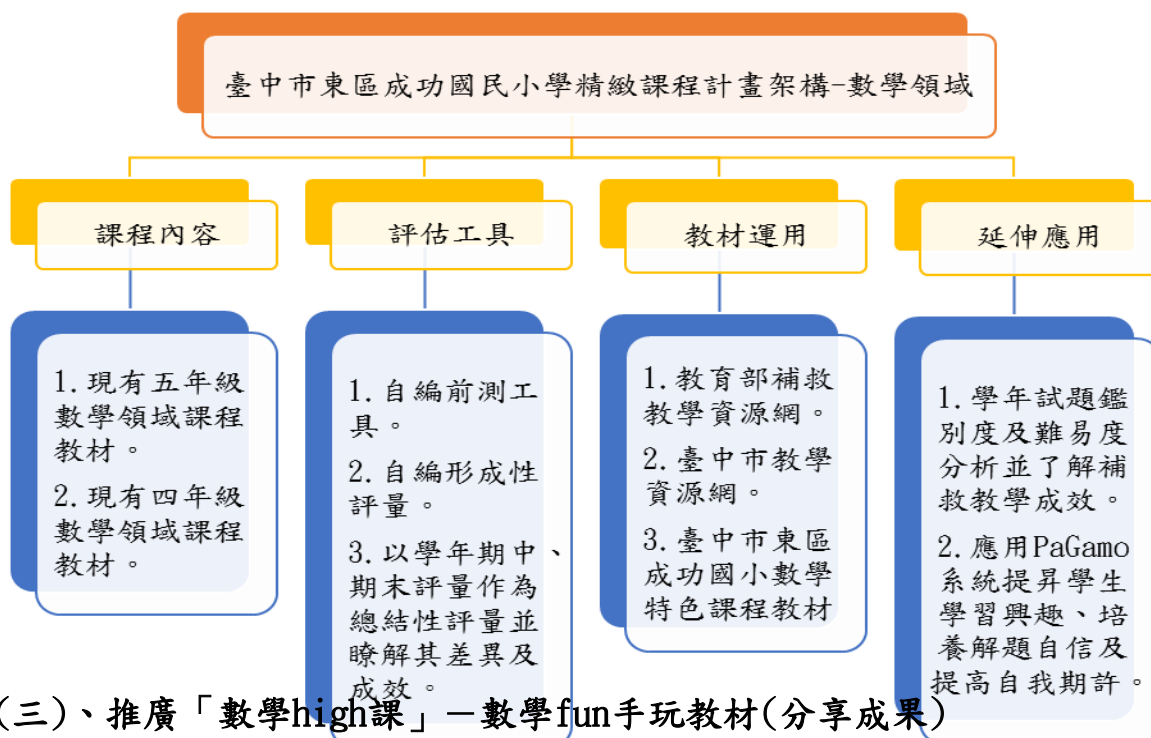 臺中市東區成功國民小學精緻課程計畫架構-數學領域
課程內容
1.現有五年級
數學領域課程
教材。
2.現有四年級
數學領域課程
教材。
評估工具
1.自編前測工
具。
2.自編形成性
評量。
3.以學年期中、
期末評量作為
總結性評量並
瞭解其差異及
成效。
教材運用
1.教育部補救
教學資源網。
2.臺中市教學
資源網。
3.臺中市東區
成功國小數學
特色課程教材
延伸應用
1.學年試題鑑
別度及難易度
分析並了解補
救教學成效。
2.應用PaGamo
系統提昇學生
學習興趣、培
養解題自信及
提高自我期許。
(三)、推廣「數學high課」－數學fun手玩教材(分享成果)